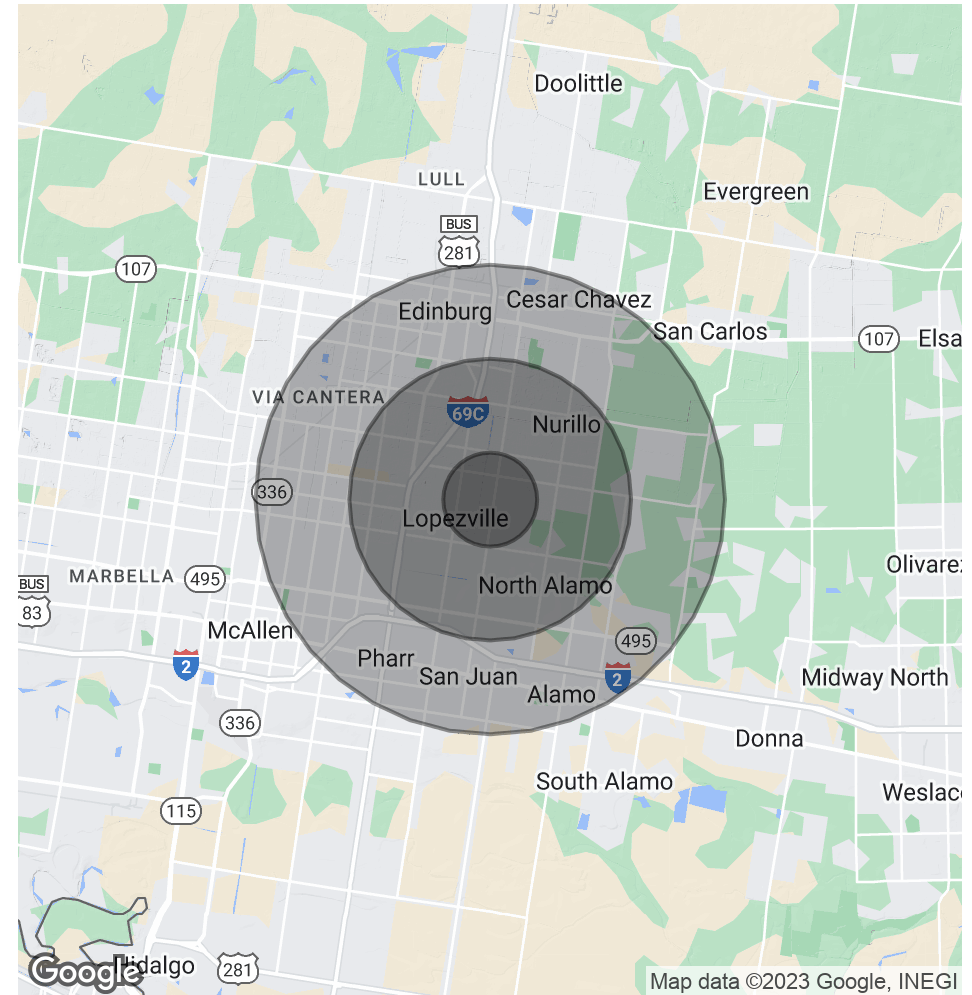 Doolittle
LULL
Evergreen
BUS
281
107
Cesar Chavez
Edinburg
San Carlos
107
Elsa
VIA CANTERA
69C
Nurillo
336
Lopezville
Olivarez
MARBELLA
495
BUS
83
North Alamo
McAllen
495
2
Pharr
San Juan
2
Midway North
Alamo
336
Donna
South Alamo
Weslaco
115
Hidalgo
281
Google
Map data ©2023 Google, INEGI